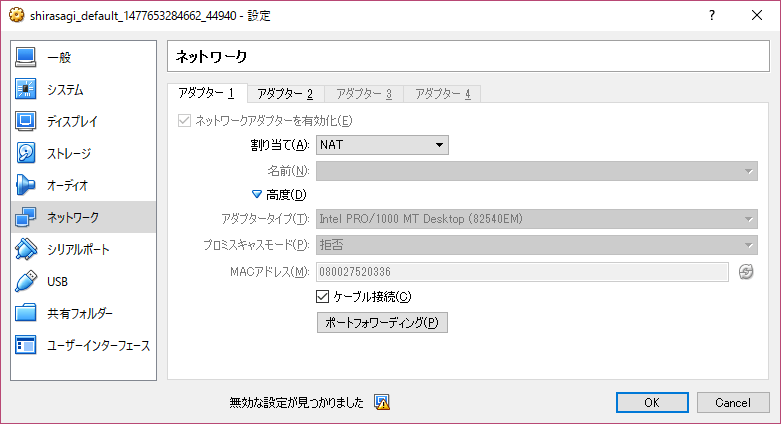 shirasagi_default_1477653284662_44940 - 設定
一般
システム
ディスプレイ
ストレージ
オーディオ
ネットワーク
シリアルポート
USB
共有フォルダー
ユーザーインターフェース
ネットワーク
アダプター 1 アダプター 2 アダプター 3 アダプター 4
ネットワークアダプターを有効化(E)
割り当て(A): NAT
名前(N):
高度(D)
アダプタータイプ(T): Intel PRO/1000 MT Desktop (82540EM)
プロミスキャスモード(P): 拒否
MACアドレス(M): 080027520336
ケーブル接続(C)
ポートフォワーディング(P)
無効な設定が見つかりました
OK Cancel